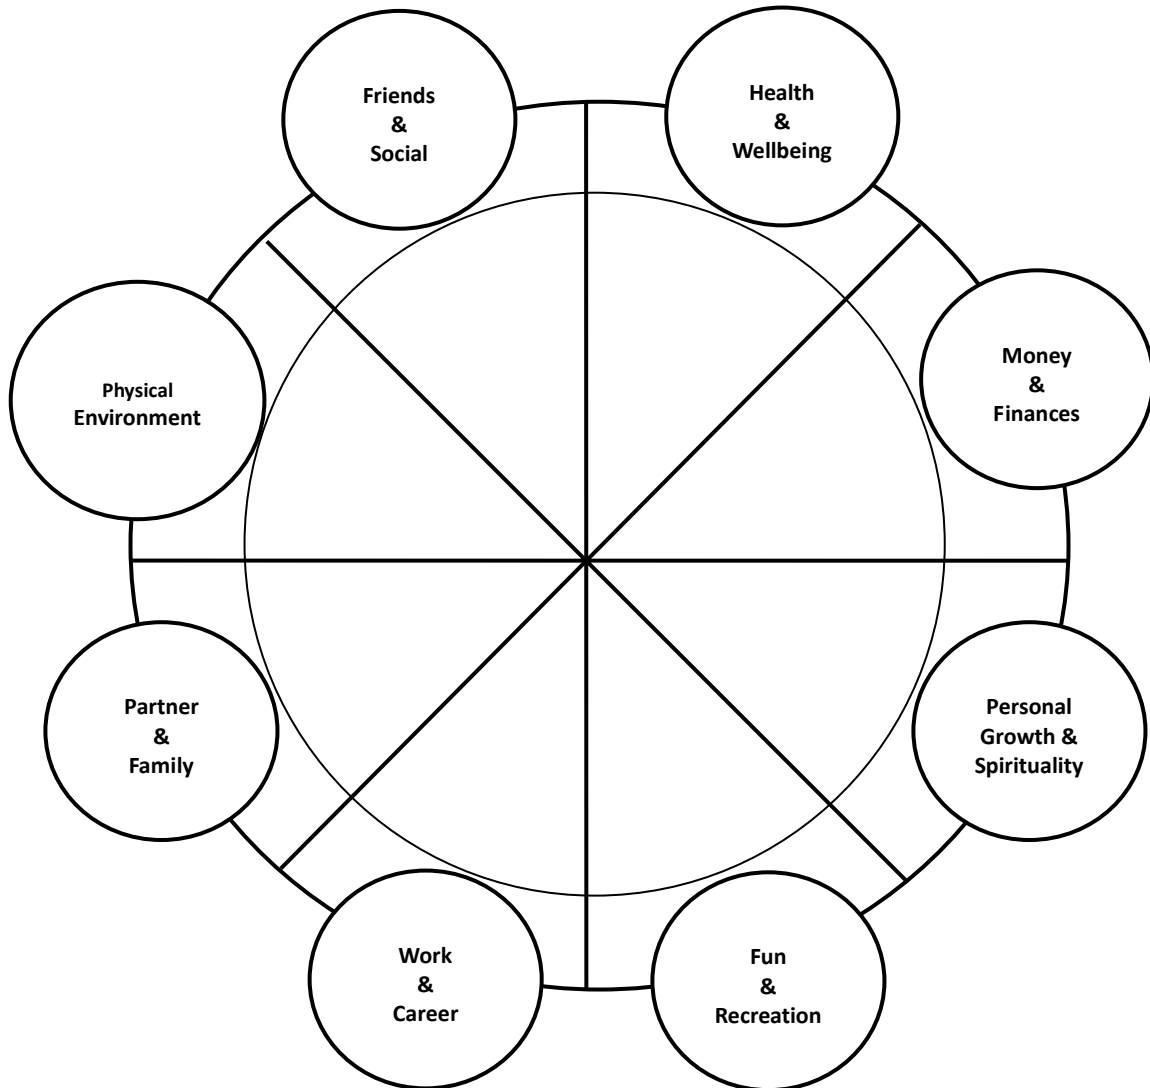 Friends
&
Social
Health
&
Wellbeing
Money
&
Finances
Personal
Growth &
Spirituality
Fun
&
Recreation
Work
&
Career
Partner
&
Family
Physical
Environment